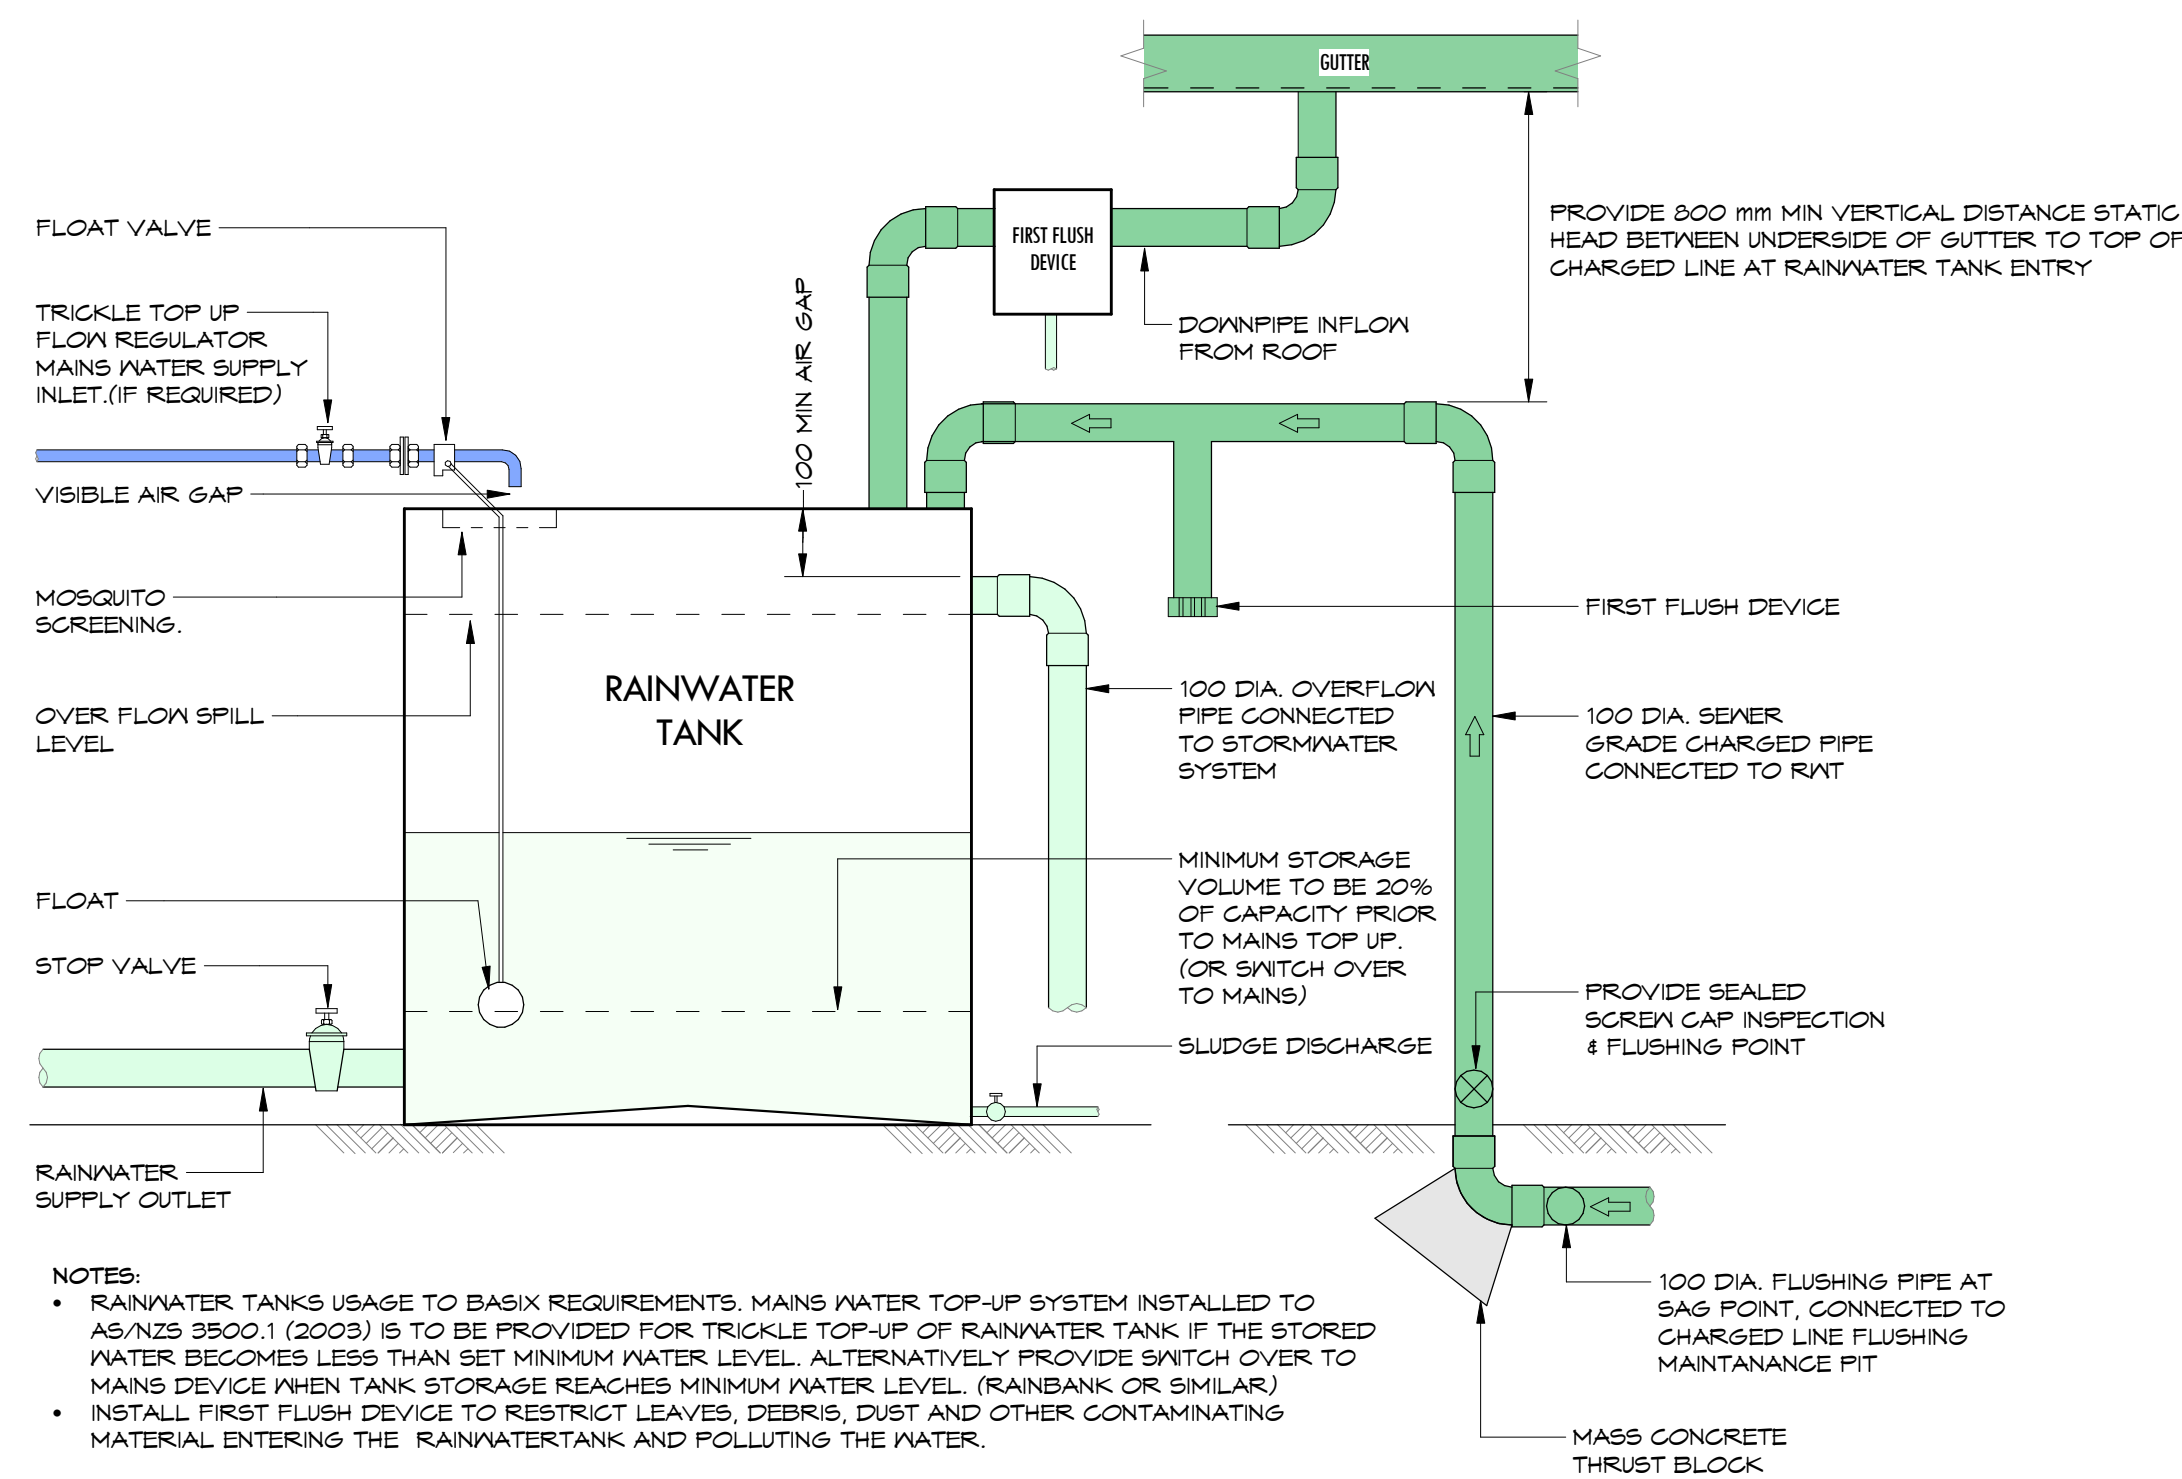 GUTTER
FLOAT VALVE
TRICKLE TOP UP
FLOW REGULATOR
MAINS WATER SUPPLY
INLET.(IF REQUIRED)
VISIBLE AIR GAP
MOSQUITO
SCREENING.
OVER FLOW SPILL
LEVEL
FLOAT
STOP VALVE
RAINWATER
SUPPLY OUTLET
100 MIN AIR GAP
RAINWATER
TANK
FIRST FLUSH
DEVICE
DOWNPIPE INFLOW
FROM ROOF
PROVIDE 800 mm MIN VERTICAL DISTANCE STATIC
HEAD BETWEEN UNDERSIDE OF GUTTER TO TOP OF
CHARGED LINE AT RAINWATER TANK ENTRY
FIRST FLUSH DEVICE
100 DIA. OVERFLOW
PIPE CONNECTED
TO STORMWATER
SYSTEM
100 DIA. SEWER
GRADE CHARGED PIPE
CONNECTED TO RWT
MINIMUM STORAGE
VOLUME TO BE 20%
OF CAPACITY PRIOR
TO MAINS TOP UP.
(OR SWITCH OVER
TO MAINS)
SLUDGE DISCHARGE
PROVIDE SEALED
SCREW CAP INSPECTION
& FLUSHING POINT
100 DIA. FLUSHING PIPE AT
SAG POINT, CONNECTED TO
CHARGED LINE FLUSHING
MAINTANANCE PIT
MASS CONCRETE
THRUST BLOCK
NOTES:
• RAINWATER TANKS USAGE TO BASIX REQUIREMENTS. MAINS WATER TOP-UP SYSTEM INSTALLED TO
AS/NZS 3500.1 (2003) IS TO BE PROVIDED FOR TRICKLE TOP-UP OF RAINWATER TANK IF THE STORED
WATER BECOMES LESS THAN SET MINIMUM WATER LEVEL. ALTERNATIVELY PROVIDE SWITCH OVER TO
MAINS DEVICE WHEN TANK STORAGE REACHES MINIMUM WATER LEVEL. (RAINBANK OR SIMILAR)
• INSTALL FIRST FLUSH DEVICE TO RESTRICT LEAVES, DEBRIS, DUST AND OTHER CONTAMINATING
MATERIAL ENTERING THE RAINWATERTANK AND POLLUTING THE WATER.